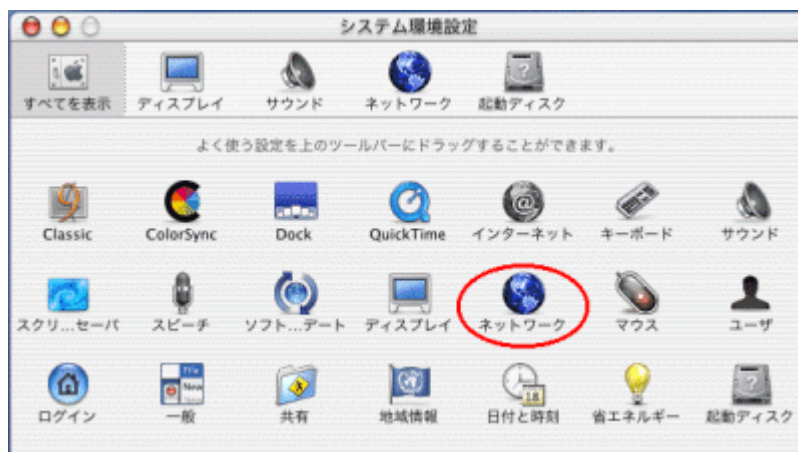 システム環境設定
すべてを表示 ディスプレイ サウンド ネットワーク 起動ディスク
よく使う設定を上のツールバーにドラッグすることができます。
Classic ColorSync Dock QuickTime インターネット キーボード サウンド
スクリ...セーバ スピーチ ソフト...デート ディスプレイ ネットワーク マウス ユーザ
ログイン 一般 共有 地域情報 日付と時刻 省エネルギー 起動ディスク